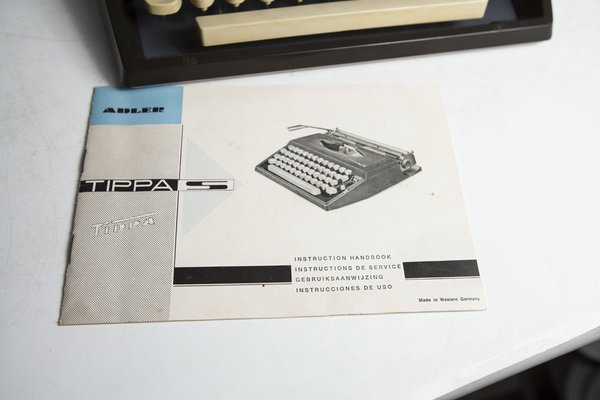 ADLER
TIPPA S
Tippa
INSTRUCTION HANDBOOK
INSTRUCTIONS DE SERVICE
GEBRUIKSAANWIJZING
INSTRUCCIONES DE USO
Made in Western Germany